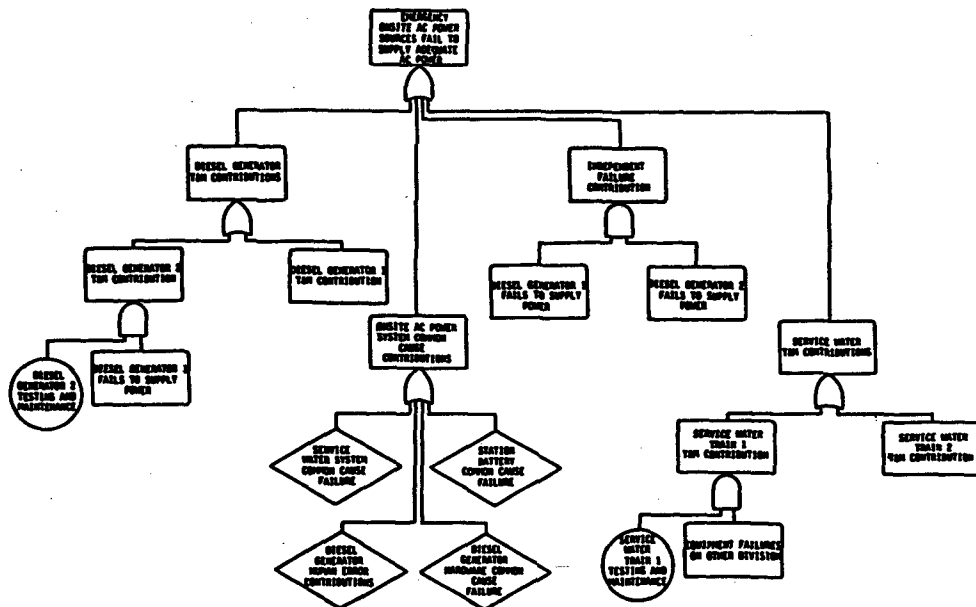 EMERGENCY
ONSITE AC POWER
SOURCES FAIL TO
SUPPLY ADEQUATE
AC POWER
DIESEL GENERATOR
T&M CONTRIBUTIONS
INDEPENDENT
FAILURE
CONTRIBUTION
DIESEL GENERATOR 2
T&M CONTRIBUTION
DIESEL GENERATOR 1
T&M CONTRIBUTION
DIESEL GENERATOR 1
FAILS TO SUPPLY
POWER
DIESEL GENERATOR 2
FAILS TO SUPPLY
POWER
ONSITE AC POWER
SYSTEM COMMON
CAUSE
CONTRIBUTIONS
SERVICE WATER
T&M CONTRIBUTIONS
DIESEL
GENERATOR 2
TESTING AND
MAINTENANCE
DIESEL GENERATOR
FAILS TO SUPPLY
POWER
SERVICE
WATER SYSTEM
COMMON CAUSE
FAILURE
STATION
BATTERY
COMMON CAUSE
FAILURE
SERVICE WATER
TRAIN 1
T&M CONTRIBUTION
SERVICE WATER
TRAIN 2
T&M CONTRIBUTION
DIESEL
GENERATOR
HUMAN ERROR
CONTRIBUTIONS
DIESEL
GENERATOR
HARDWARE COMMON
CAUSE
FAILURE
SERVICE
WATER
TRAIN 1
TESTING AND
MAINTENANCE
EQUIPMENT FAILURES
ON OTHER DIVISION